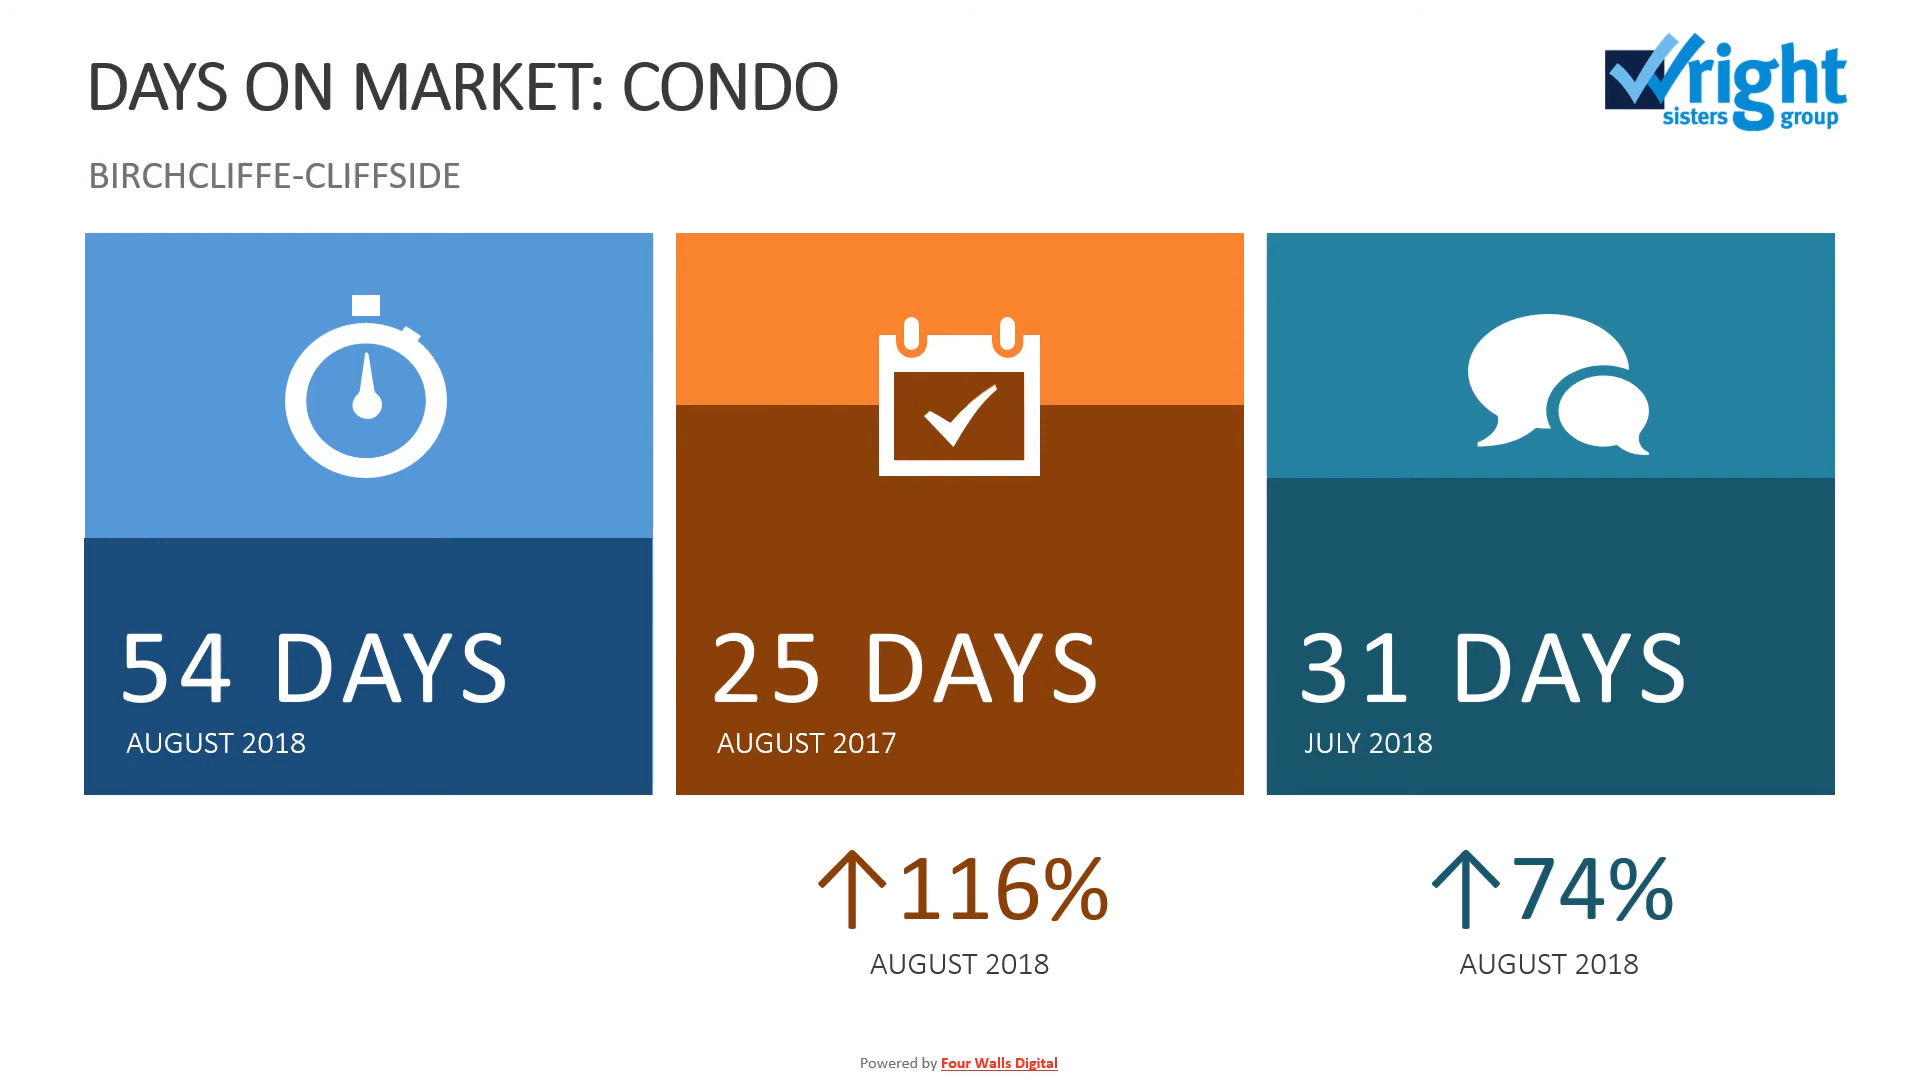 DAYS ON MARKET: CONDO
Wright
sisters group
BIRCHCLIFFE-CLIFFSIDE
54 DAYS
AUGUST 2018
25 DAYS
AUGUST 2017
31 DAYS
JULY 2018
↑116%
AUGUST 2018
↑74%
AUGUST 2018
Powered by Four Walls Digital